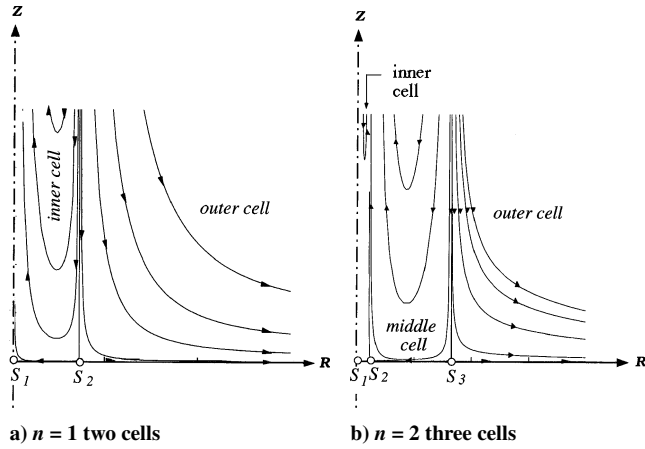 Z
inner cell
outer cell
R
S1
S2
a) n = 1 two cells
Z
inner
cell
outer cell
middle
cell
R
S1
S2
S3
b) n = 2 three cells